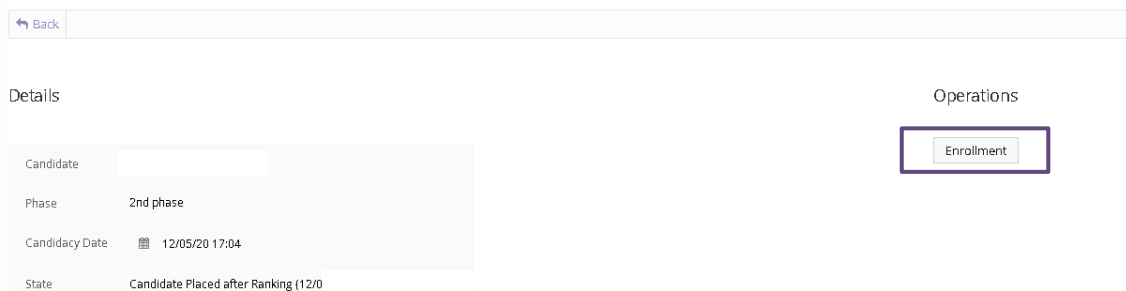 Back
Details
Operations
Enrollment
Candidate
Phase 2nd phase
Candidacy Date 12/05/20 17:04
State Candidate Placed after Ranking (12/0